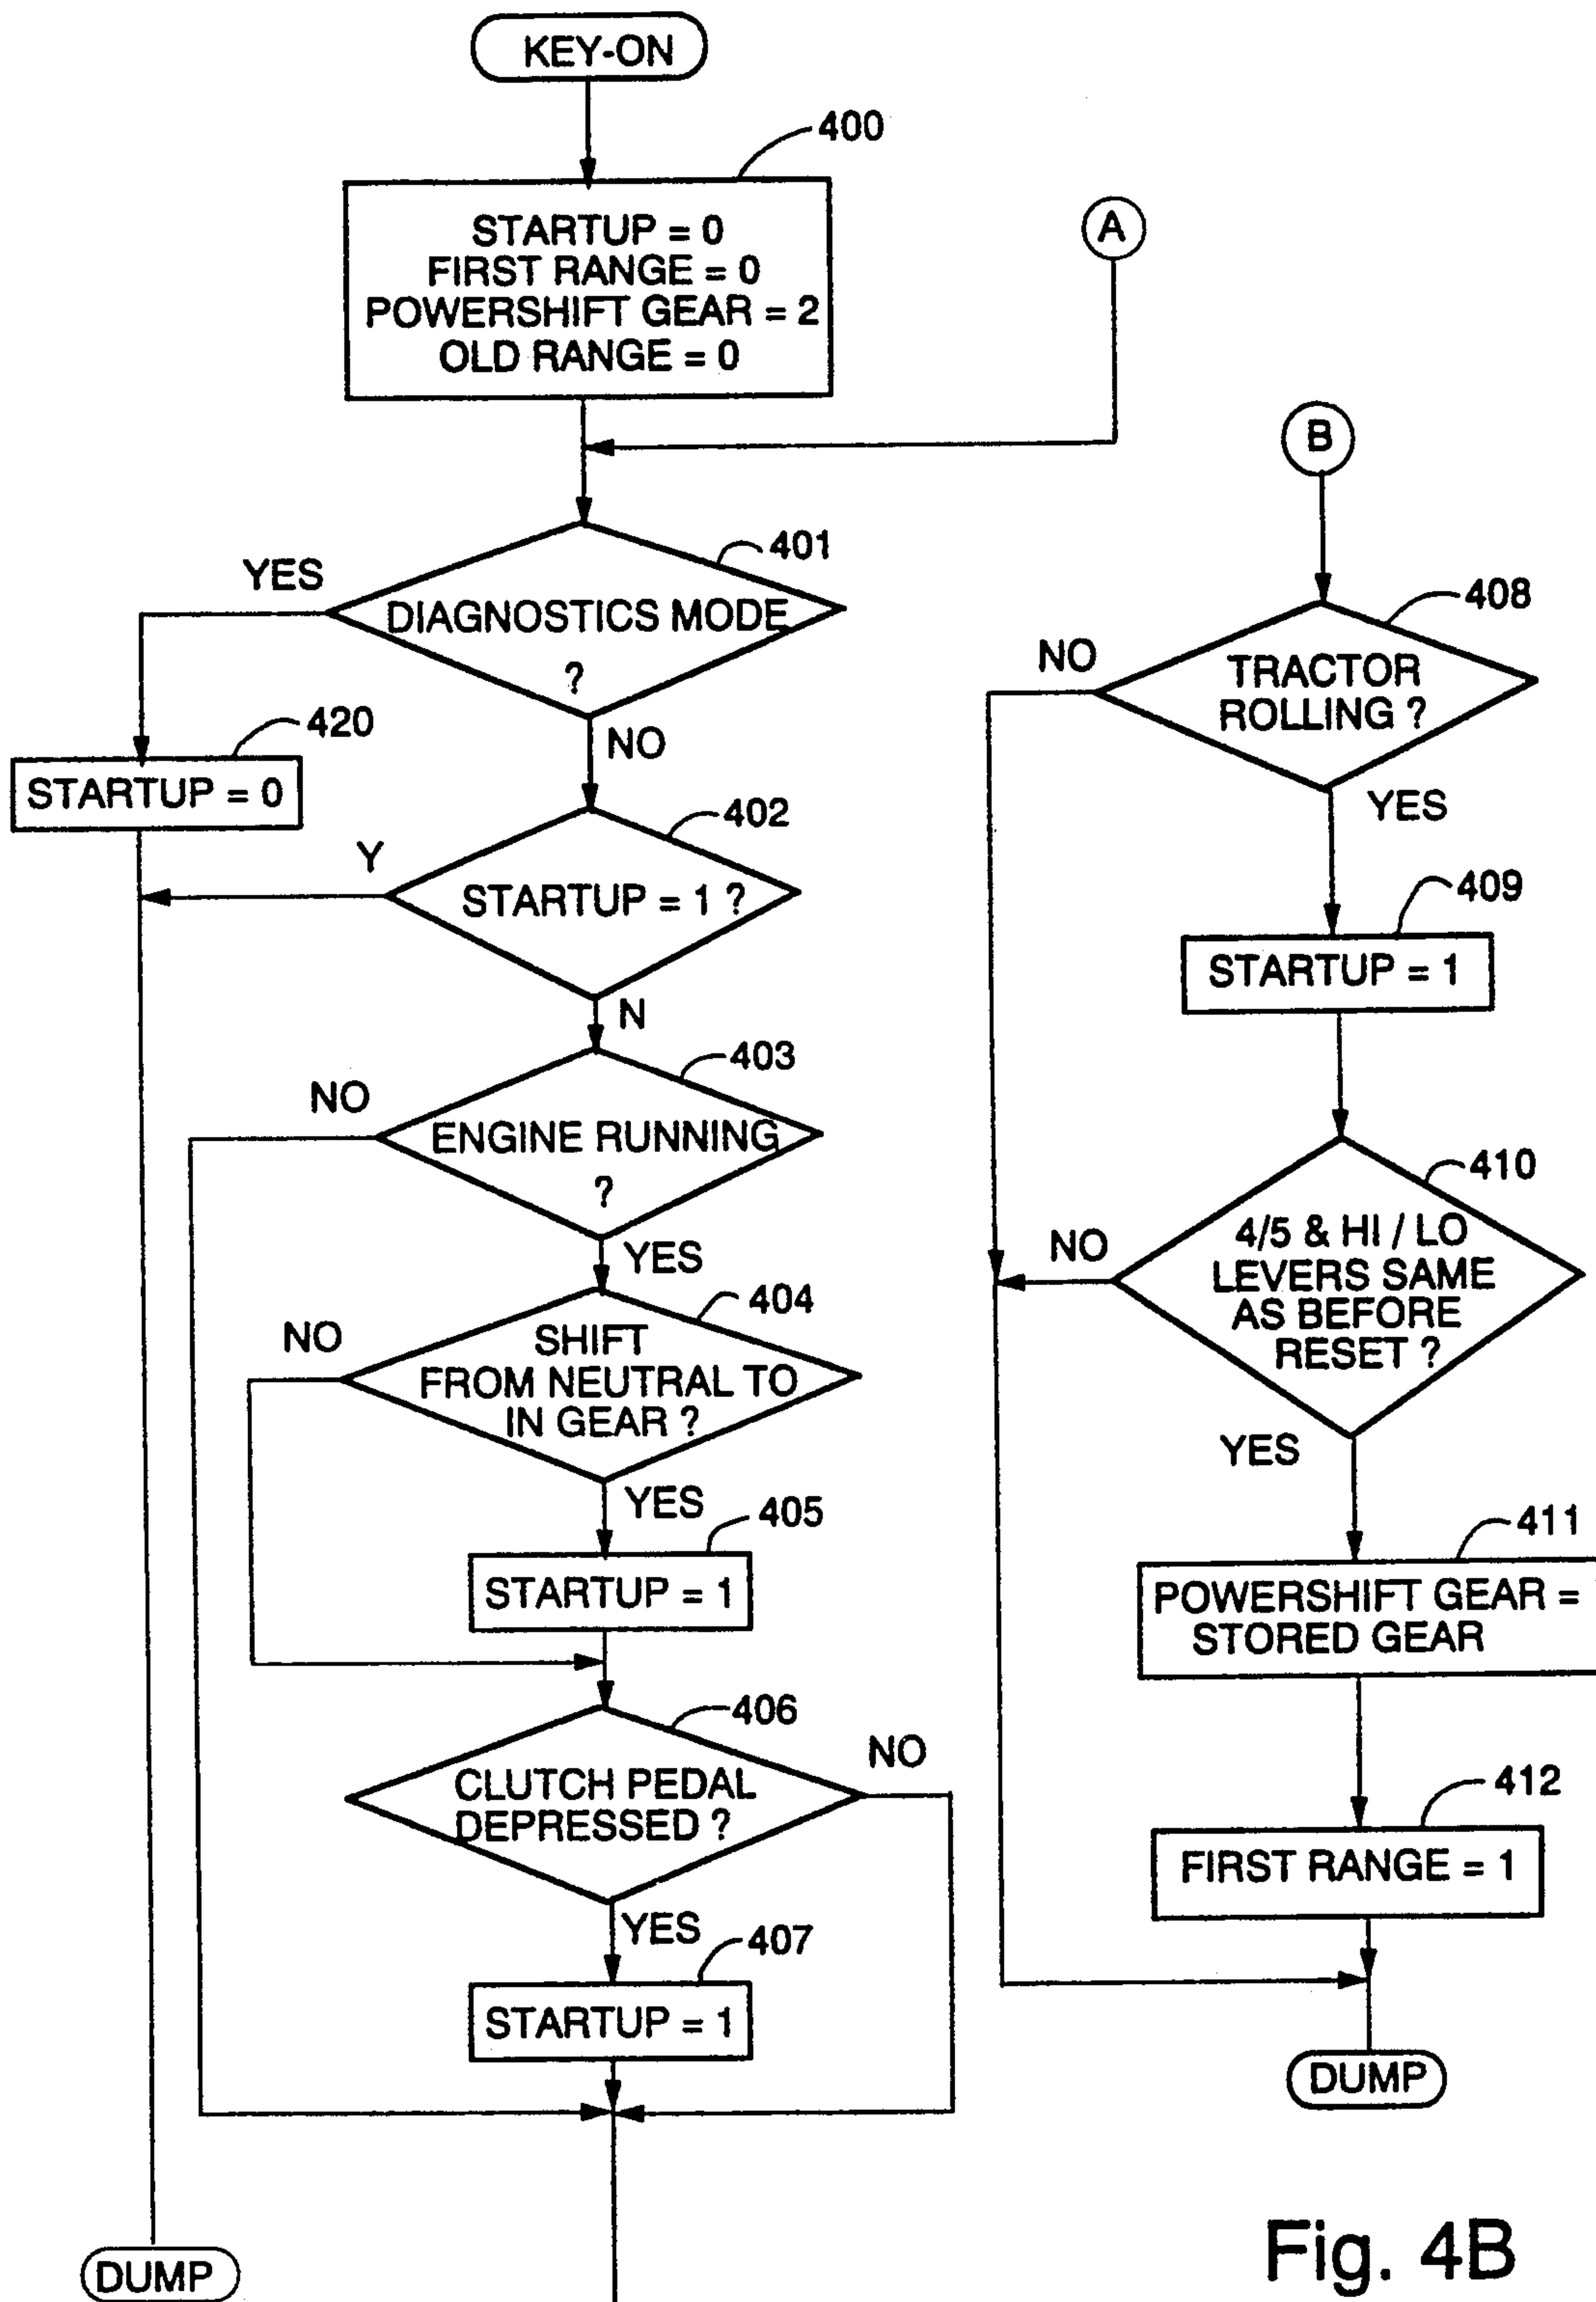 KEY-ON
400
STARTUP = 0
FIRST RANGE = 0
POWERSHIFT GEAR = 2
OLD RANGE = 0
A
401
YES
DIAGNOSTICS MODE
?
NO
420
STARTUP = 0
402
Y
STARTUP = 1 ?
N
403
NO
ENGINE RUNNING
?
YES
404
NO
SHIFT
FROM NEUTRAL TO
IN GEAR ?
YES
405
STARTUP = 1
406
NO
CLUTCH PEDAL
DEPRESSED ?
YES
407
STARTUP = 1
DUMP
B
408
NO
TRACTOR
ROLLING ?
YES
409
STARTUP = 1
410
NO
4/5 & HI / LO
LEVERS SAME
AS BEFORE
RESET ?
YES
411
POWERSHIFT GEAR =
STORED GEAR
412
FIRST RANGE = 1
DUMP
Fig. 4B